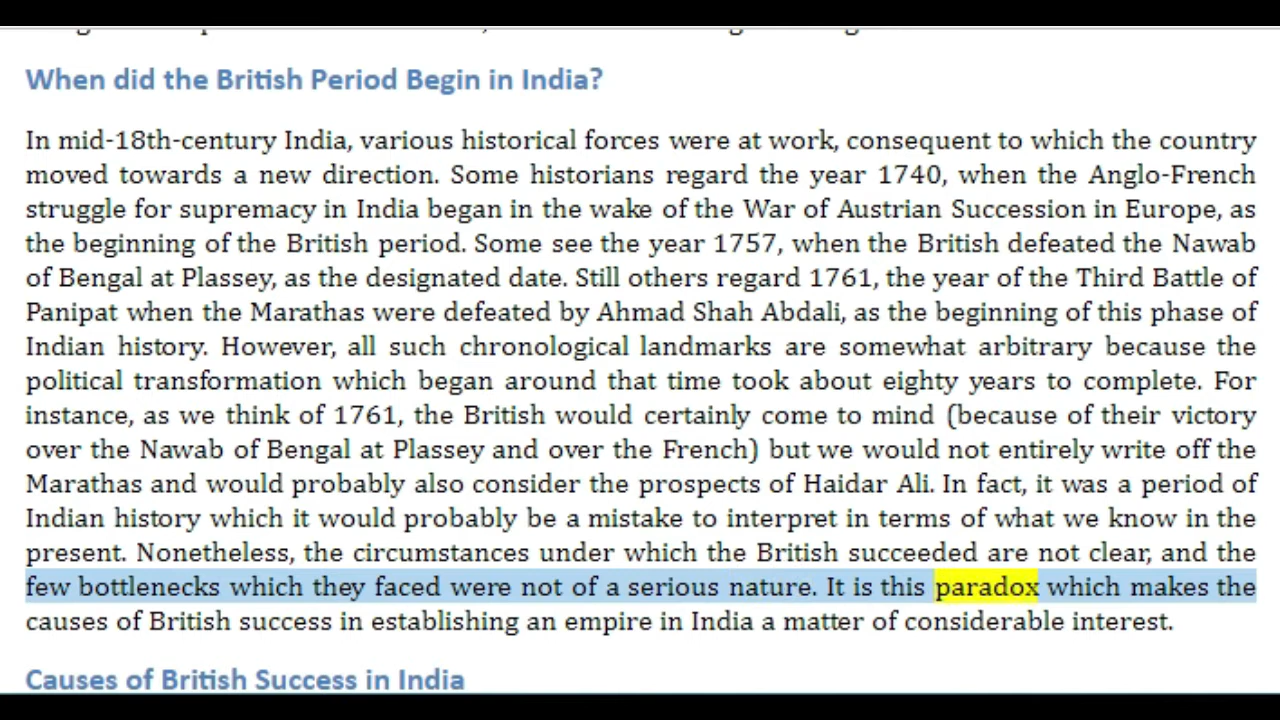 When did the British Period Begin in India?
In mid-18th-century India, various historical forces were at work, consequent to which the country
moved towards a new direction. Some historians regard the year 1740, when the Anglo-French
struggle for supremacy in India began in the wake of the War of Austrian Succession in Europe, as
the beginning of the British period. Some see the year 1757, when the British defeated the Nawab
of Bengal at Plassey, as the designated date. Still others regard 1761, the year of the Third Battle of
Panipat when the Marathas were defeated by Ahmad Shah Abdali, as the beginning of this phase of
Indian history. However, all such chronological landmarks are somewhat arbitrary because the
political transformation which began around that time took about eighty years to complete. For
instance, as we think of 1761, the British would certainly come to mind (because of their victory
over the Nawab of Bengal at Plassey and over the French) but we would not entirely write off the
Marathas and would probably also consider the prospects of Haidar Ali. In fact, it was a period of
Indian history which it would probably be a mistake to interpret in terms of what we know in the
present. Nonetheless, the circumstances under which the British succeeded are not clear, and the
few bottlenecks which they faced were not of a serious nature. It is this paradox which makes the
causes of British success in establishing an empire in India a matter of considerable interest.
Causes of British Success in India